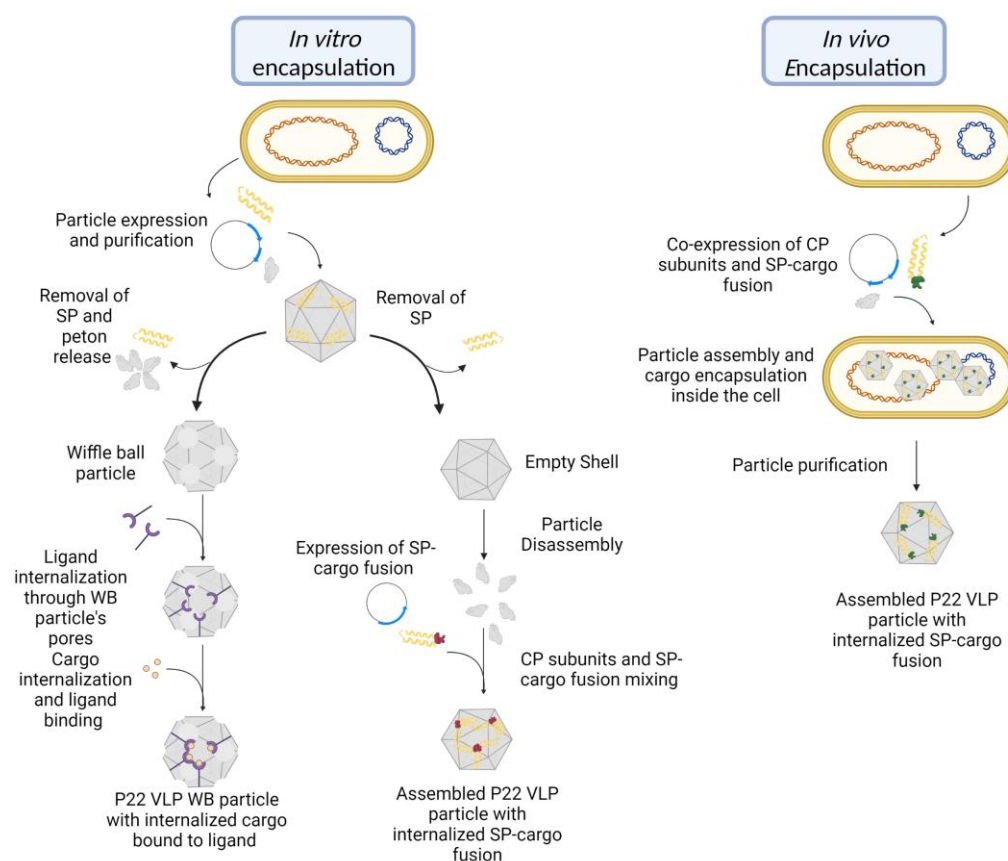 In vitro
encapsulation
Particle expression
and purification
Removal of
SP and
peton
release
Removal of
SP
Wiffle ball
particle
Empty Shell
Particle
Disassembly
Expression of SP-
cargo fusion
Ligand
internalization
through WB
particle's
pores
Cargo
internalization
and ligand
binding
CP subunits and SP-
cargo fusion mixing
P22 VLP WB particle
with internalized cargo
bound to ligand
Assembled P22 VLP
particle with
internalized SP-cargo
fusion
In vivo
Encapsulation
Co-expression of CP
subunits and SP-cargo
fusion
Particle assembly and
cargo encapsulation
inside the cell
Particle purification
Assembled P22 VLP
particle with
internalized SP-cargo
fusion